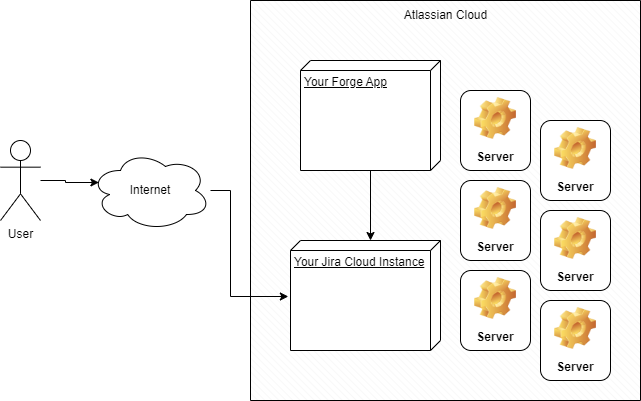 Atlassian Cloud
Your Forge App
Server
Server
Internet
User
Server
Your Jira Cloud Instance
Server
Server
Server